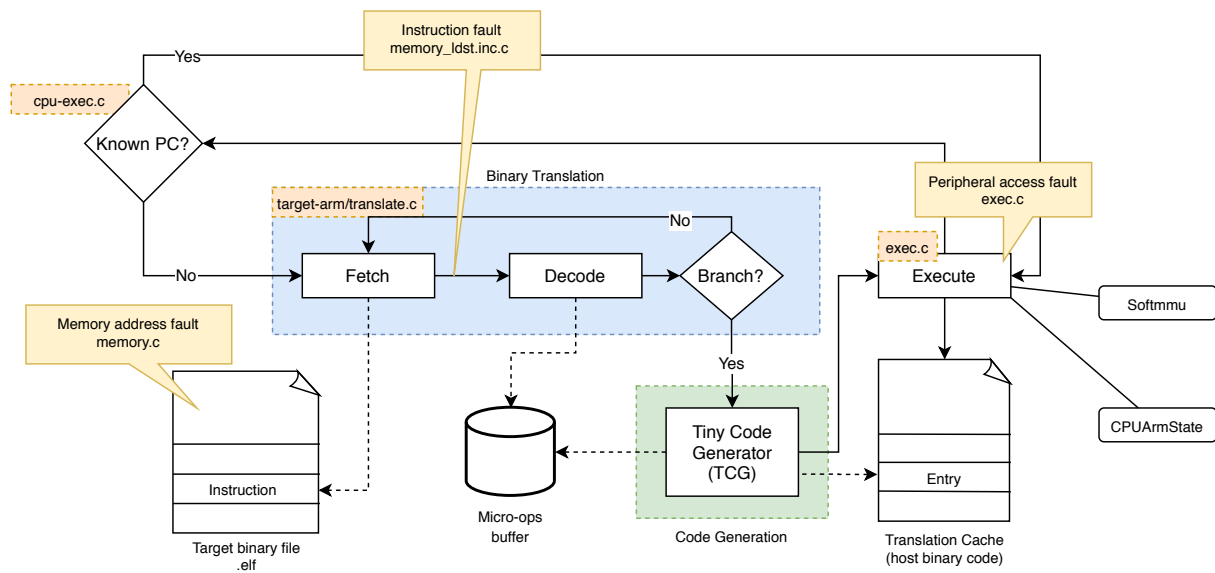 Instruction fault
memory_ldst.inc.c
Yes
cpu-exec.c
Known PC?
Binary Translation
Peripheral access fault
exec.c
target-arm/translate.c
No
exec.c
No
Fetch
Decode
Branch?
Execute
Softmmu
Memory address fault
memory.c
Yes
Tiny Code
Generator
(TCG)
CPUArmState
Instruction
Entry
Micro-ops
buffer
Code Generation
Translation Cache
(host binary code)
Target binary file
.elf